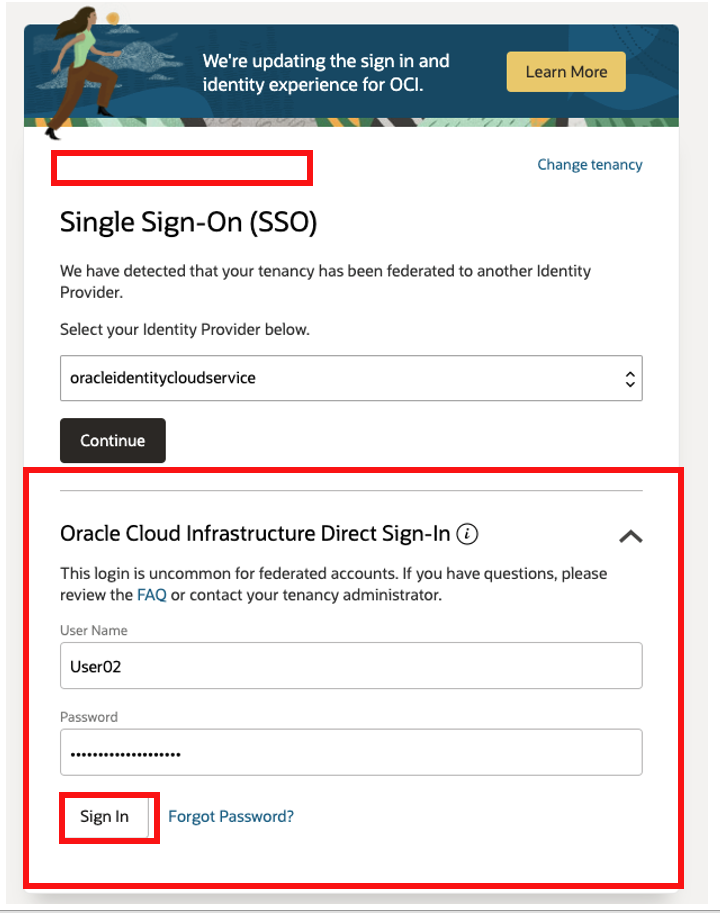 We're updating the sign in and
identity experience for OCI.
Learn More
Change tenancy
Single Sign-On (SSO)
We have detected that your tenancy has been federated to another Identity
Provider.
Select your Identity Provider below.
oracleidentitycloudservice
Continue
Oracle Cloud Infrastructure Direct Sign-In i
This login is uncommon for federated accounts. If you have questions, please
review the FAQ or contact your tenancy administrator.
User Name
User02
Password
••••••••••••••••••••
Sign In Forgot Password?